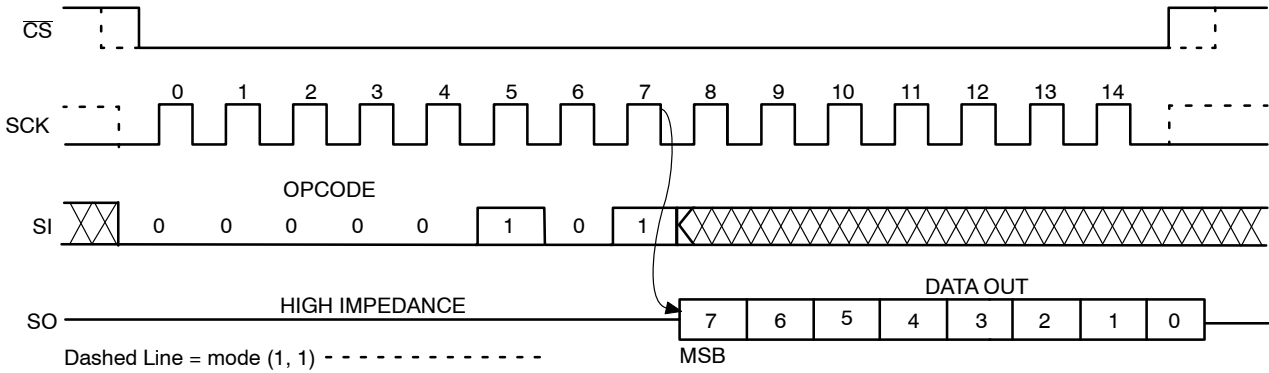 CS
0 1 2 3 4 5 6 7 8 9 10 11 12 13 14
SCK
OPCODE
SI 0 0 0 0 0 1 0 1
DATA OUT
HIGH IMPEDANCE
SO 7 6 5 4 3 2 1 0
Dashed Line = mode (1, 1) MSB